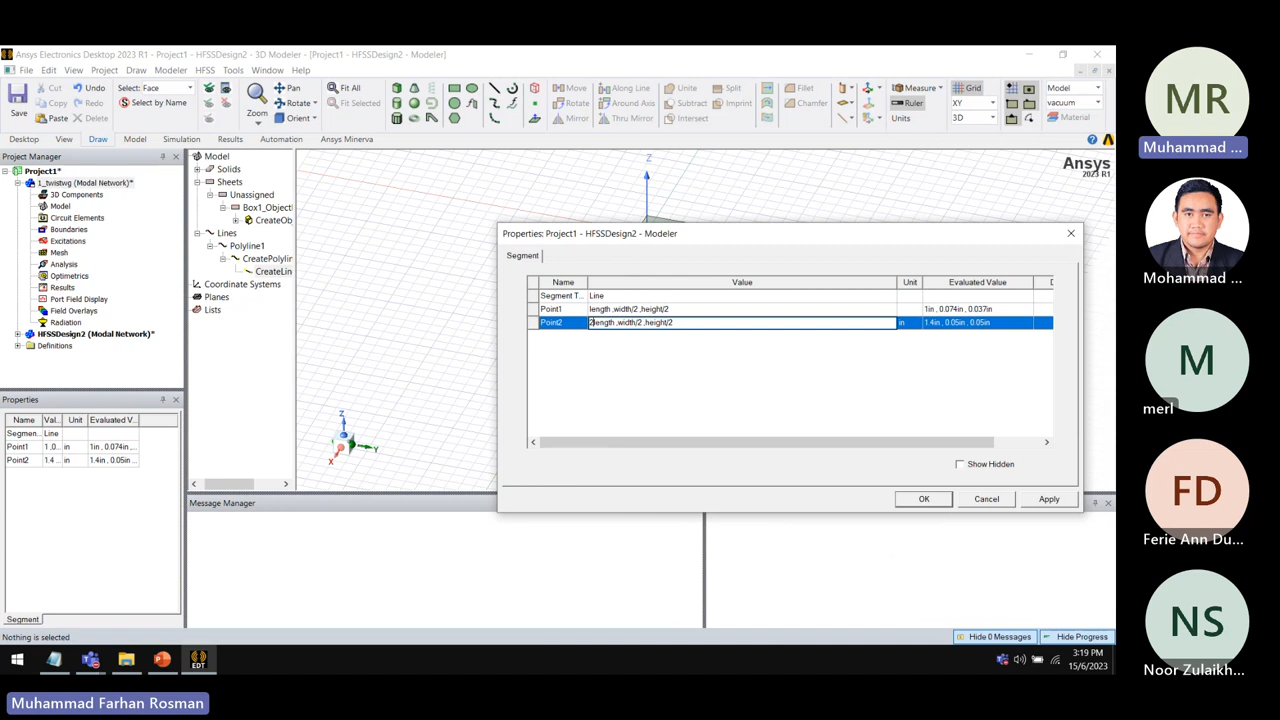 Ansys Electronics Desktop 2023 R1 - Project1 - HFSSDesign2 - 3D Modeler - [Project1 - HFSSDesign2 - Modeler]
File Edit View Project Draw Modeler HFSS Tools Window Help
Save
Cut Undo
Copy Redo
Paste Delete
Select: Face
Select by Name
Zoom
Pan
Rotate
Orient
Fit All
Fit Selected
Move Along Line
Rotate Around Axis
Mirror Thru Mirror
Unite Split
Subtract Imprint
Intersect
Fillet
Chamfer
Measure
Ruler
Units
Grid
XY
3D
Model
vacuum
Material
Desktop View Draw Model Simulation Results Automation Ansys Minerva
Project Manager
Project1*
1_twistwg (Modal Network)*
3D Components
Model
Circuit Elements
Boundaries
Excitations
Mesh
Analysis
Optimetrics
Results
Port Field Display
Field Overlays
Radiation
HFSSDesign2 (Modal Network)*
Definitions
Model
Solids
Sheets
Unassigned
Box1_Object
CreateOb
Lines
Polyline1
CreatePolylin
CreateLin
Coordinate Systems
Planes
Lists
Z
Ansys
2023 R1
Z
Y
X
Properties: Project1 - HFSSDesign2 - Modeler
Segment
Name Value Unit Evaluated Value D
Segment T... Line
Point1 length ,width/2 ,height/2 1in , 0.074in , 0.037in
Point2 2length ,width/2 ,height/2 in 1.4in , 0.05in , 0.05in
Show Hidden
OK Cancel Apply
Properties
Name Val... Unit Evaluated V...
Segmen... Line
Point1 1 ,0... in 1in , 0.074in ,...
Point2 1.4 ... in 1.4in , 0.05in ...
Segment
Message Manager
Nothing is selected
Hide 0 Messages Hide Progress
EDT
3:19 PM
15/6/2023
Muhammad Farhan Rosman
MR
Muhammad ...
Mohammad ...
M
merl
FD
Ferie Ann Du...
NS
Noor Zulaikh...